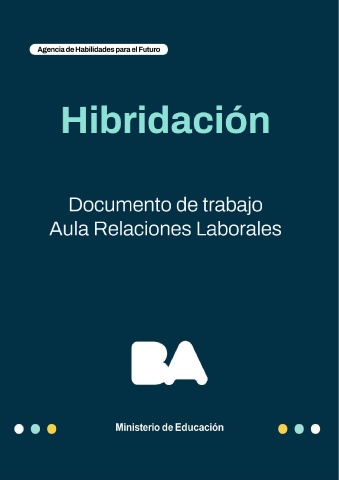 Agencia de Habilidades para el Futuro
Hibridación
Documento de trabajo
Aula Relaciones Laborales
BA
Ministerio de Educación